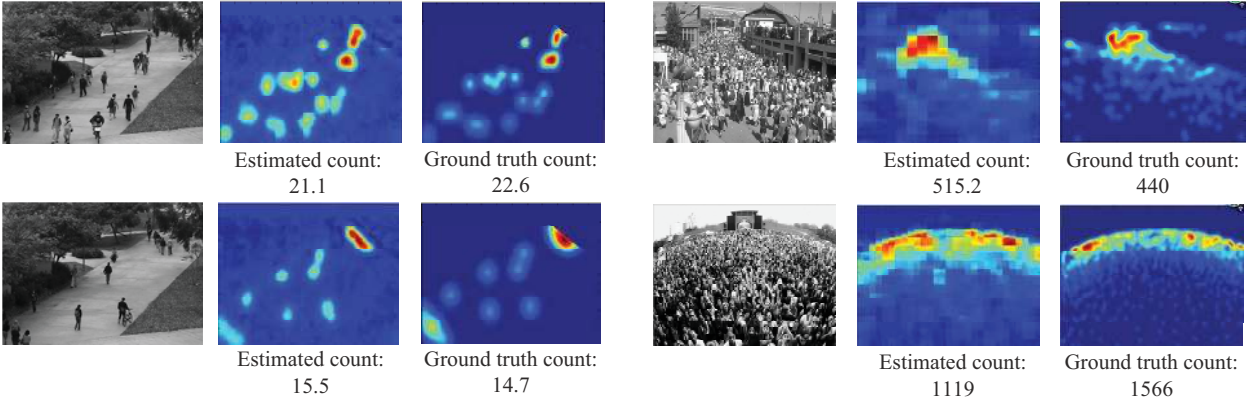 Estimated count:
21.1
Ground truth count:
22.6
Estimated count:
515.2
Ground truth count:
440
Estimated count:
15.5
Ground truth count:
14.7
Estimated count:
1119
Ground truth count:
1566